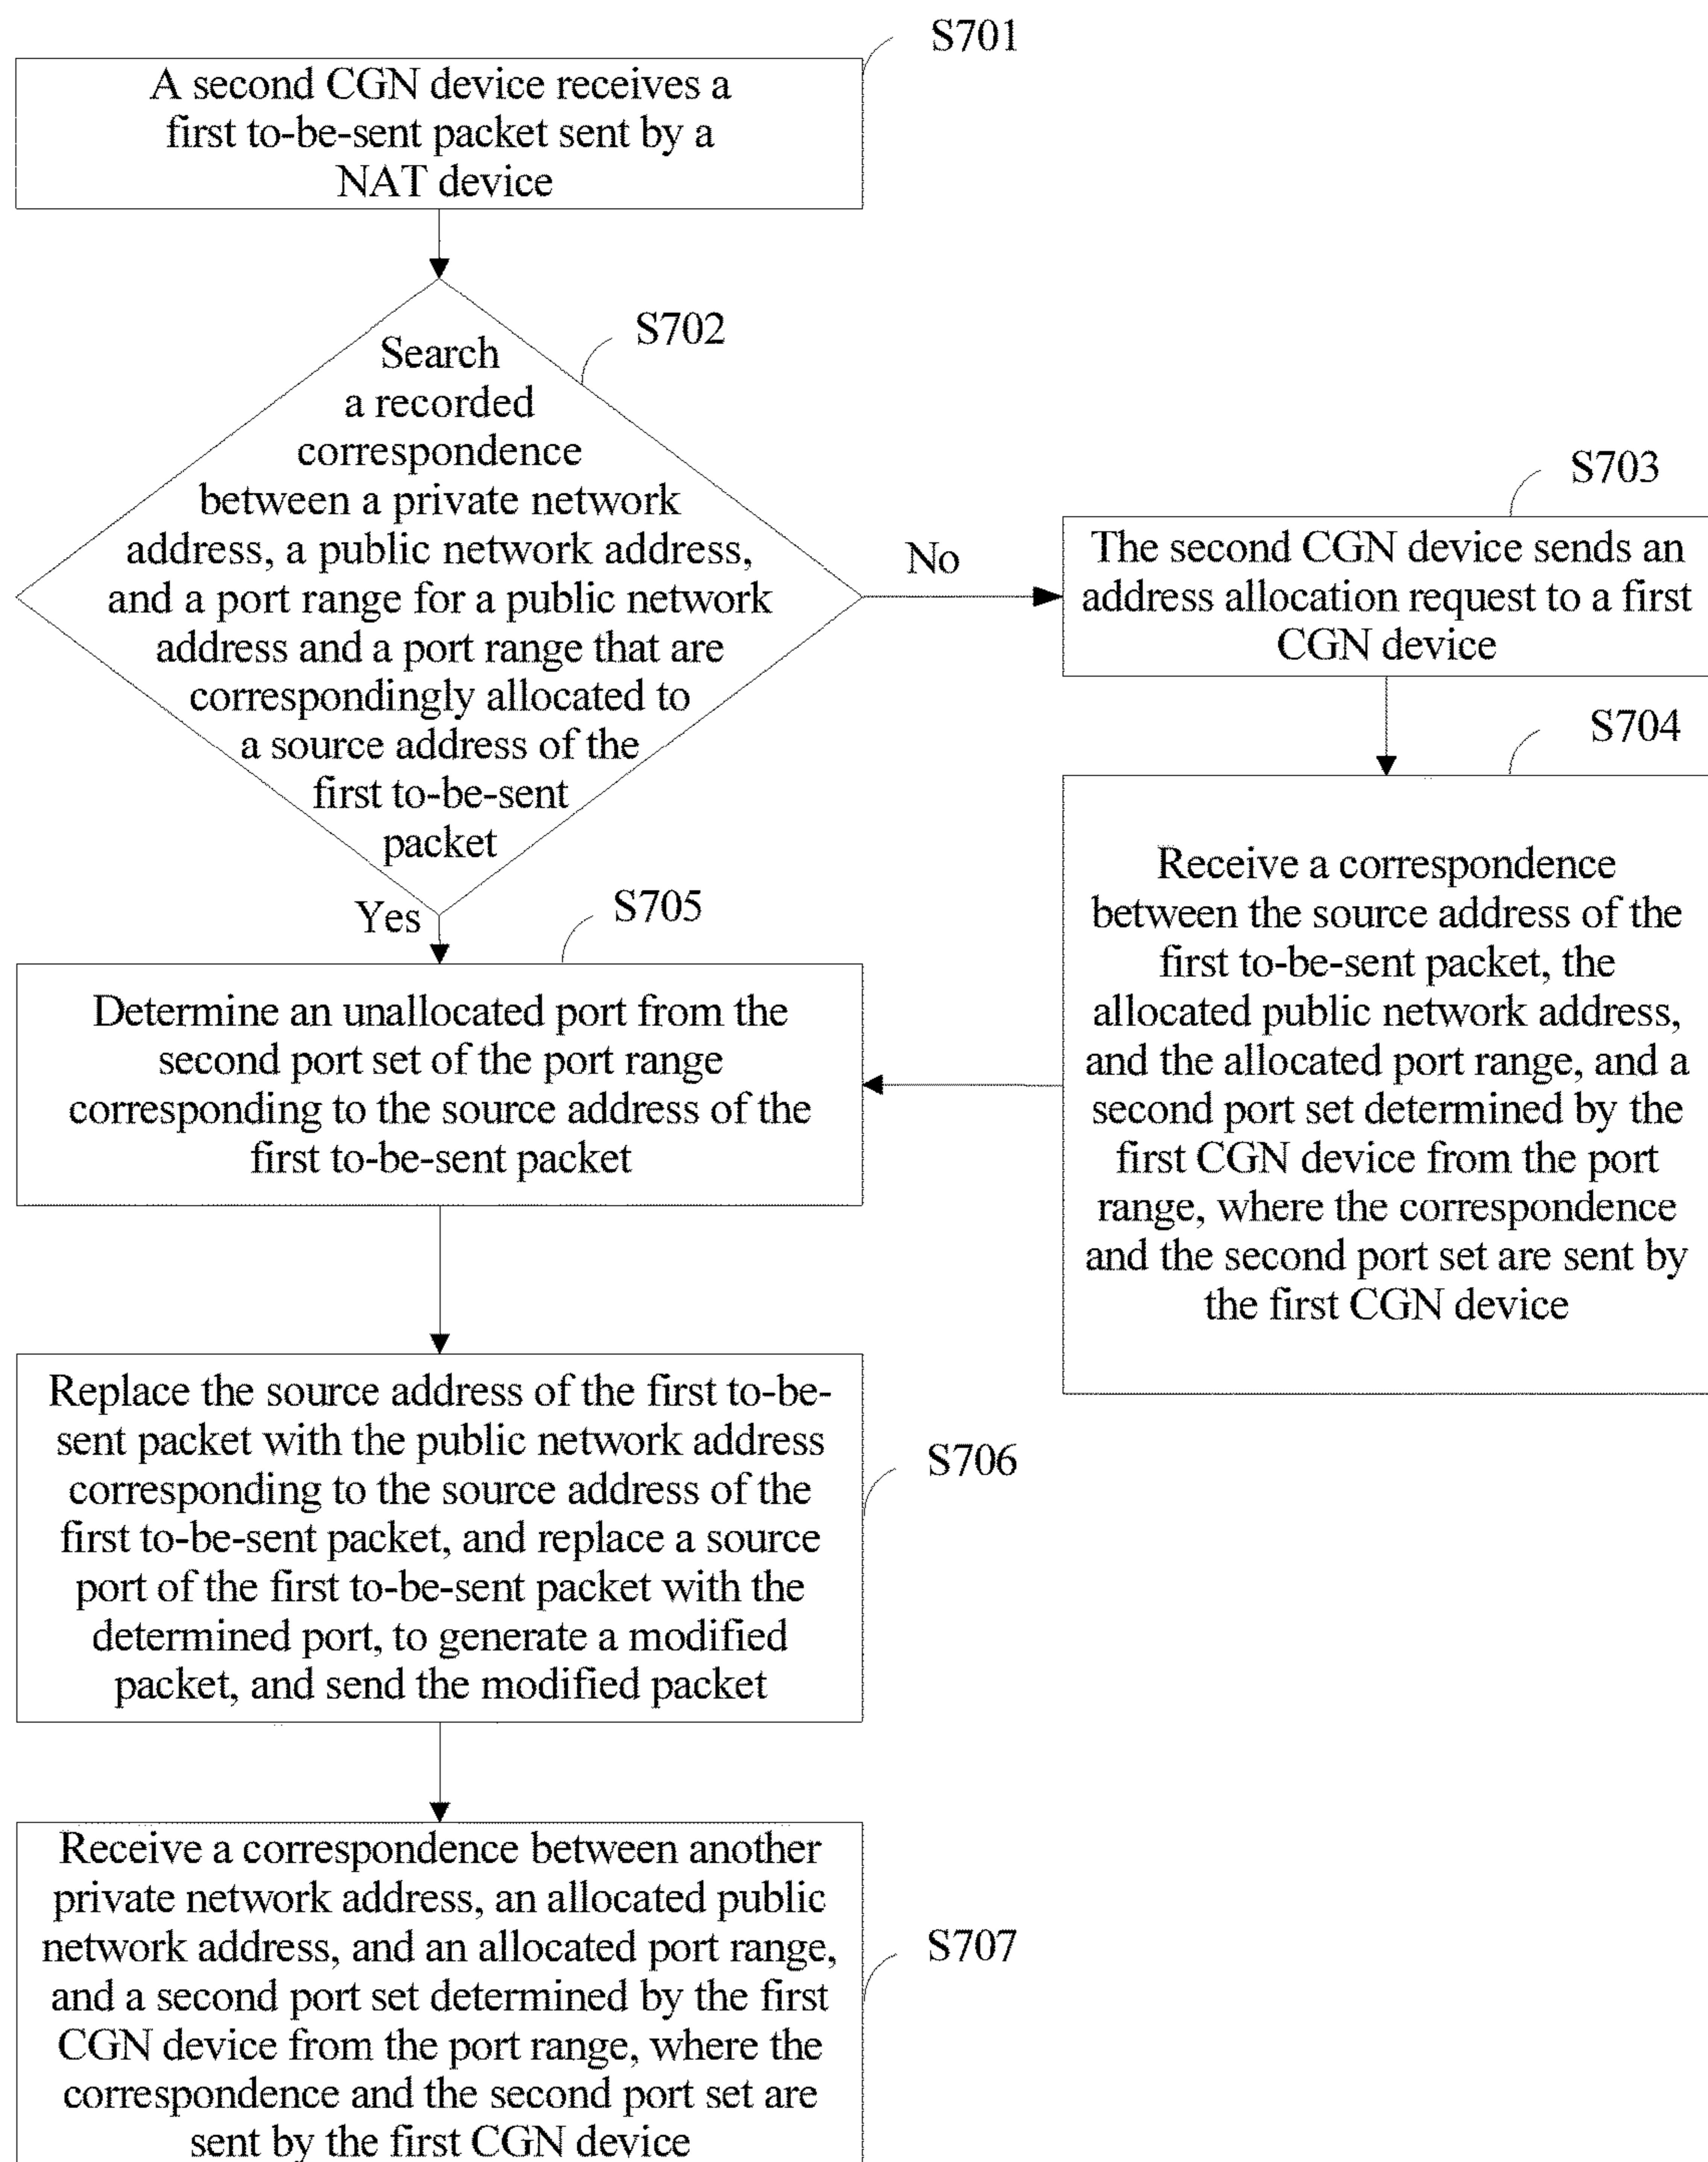 S701
A second CGN device receives a
first to-be-sent packet sent by a
NAT device
S702
Search
a recorded
correspondence
between a private network
address, a public network address,
and a port range for a public network
address and a port range that are
correspondingly allocated to
a source address of the
first to-be-sent
packet
No
S703
The second CGN device sends an
address allocation request to a first
CGN device
S704
Receive a correspondence
between the source address of the
first to-be-sent packet, the
allocated public network address,
and the allocated port range, and a
second port set determined by the
first CGN device from the port
range, where the correspondence
and the second port set are sent by
the first CGN device
Yes
S705
Determine an unallocated port from the
second port set of the port range
corresponding to the source address of the
first to-be-sent packet
Replace the source address of the first to-be-
sent packet with the public network address
corresponding to the source address of the
first to-be-sent packet, and replace a source
port of the first to-be-sent packet with the
determined port, to generate a modified
packet, and send the modified packet
S706
Receive a correspondence between another
private network address, an allocated public
network address, and an allocated port range,
and a second port set determined by the first
CGN device from the port range, where the
correspondence and the second port set are
sent by the first CGN device
S707